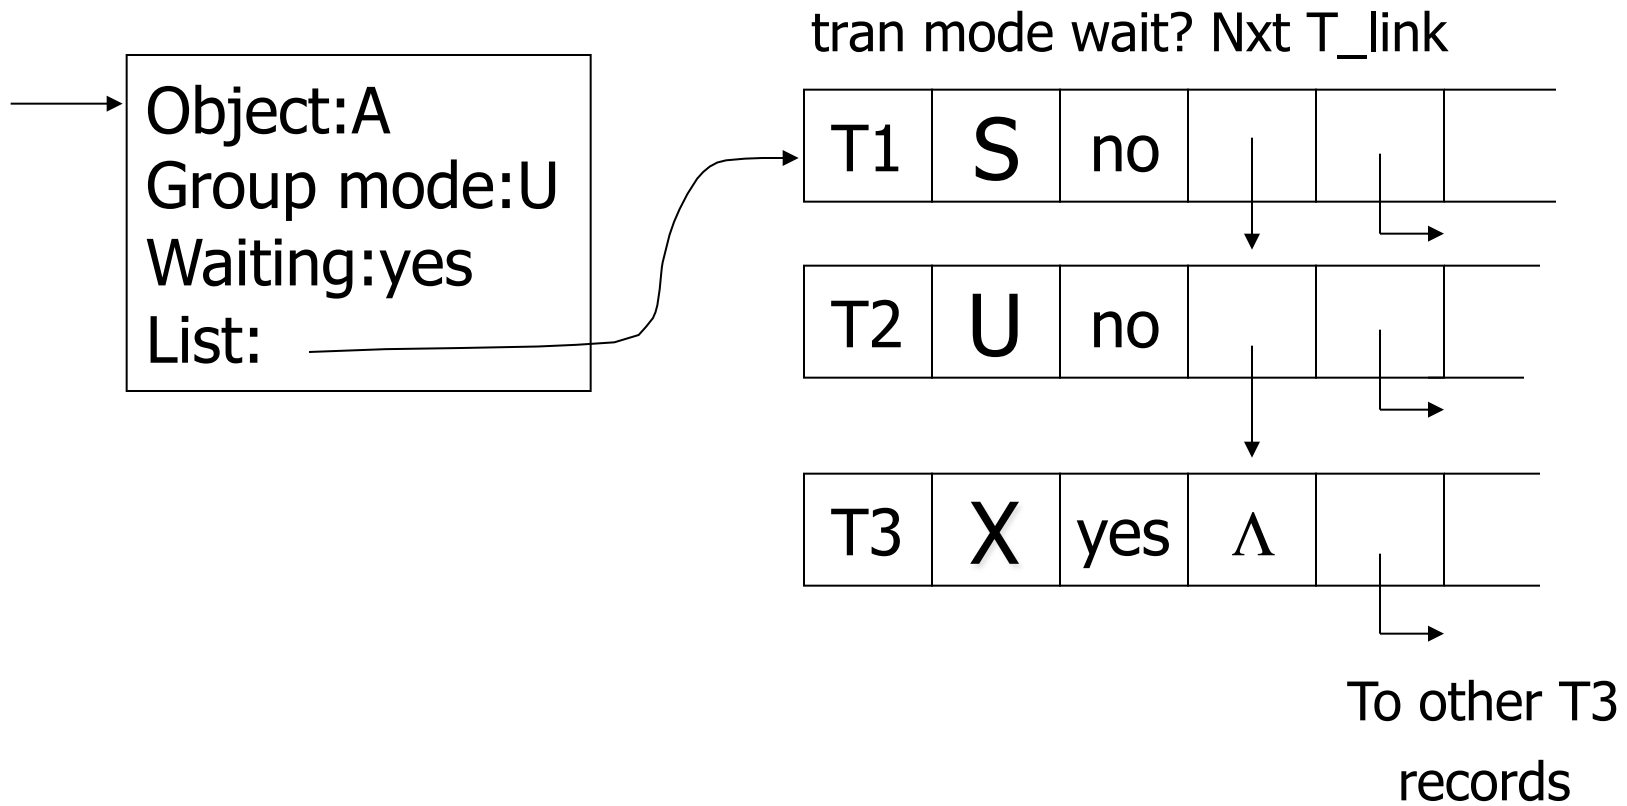 tran mode wait? Nxt T_link
Object:A
Group mode:U
Waiting:yes
List:
T1 S no
T2 U no
T3 X yes Λ
To other T3
records